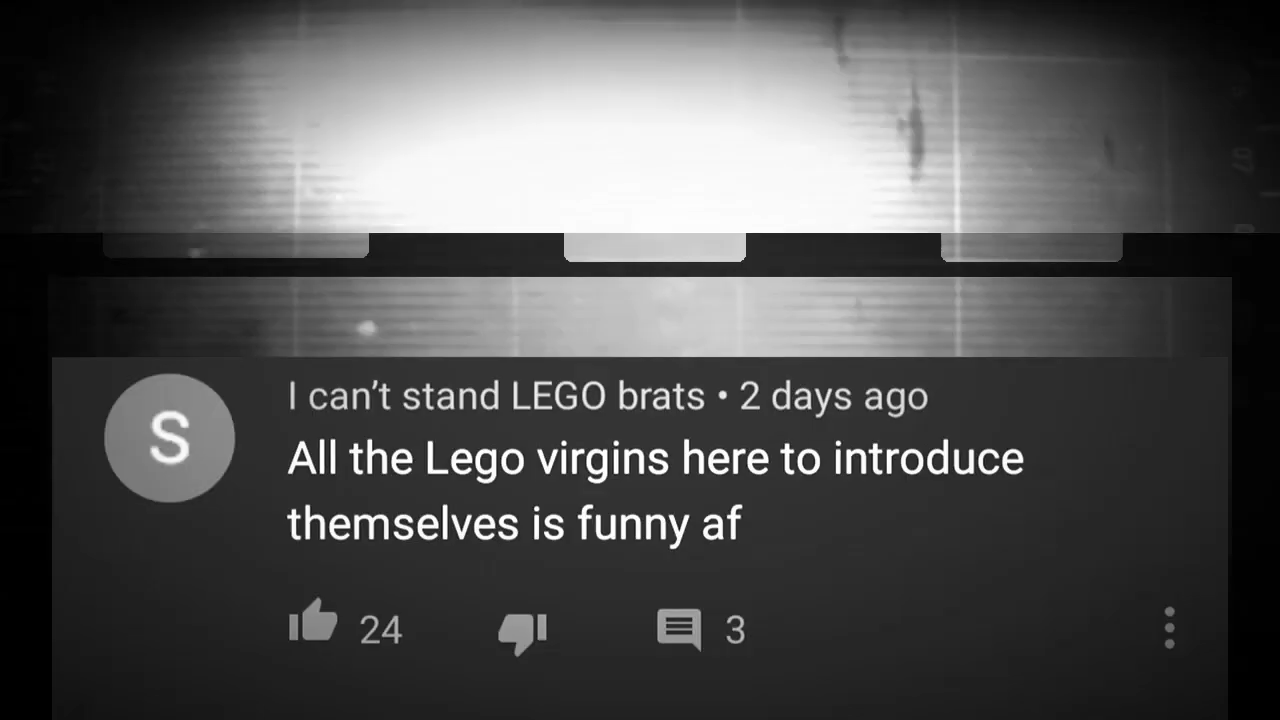 S
I can’t stand LEGO brats • 2 days ago
All the Lego virgins here to introduce
themselves is funny af
24
3